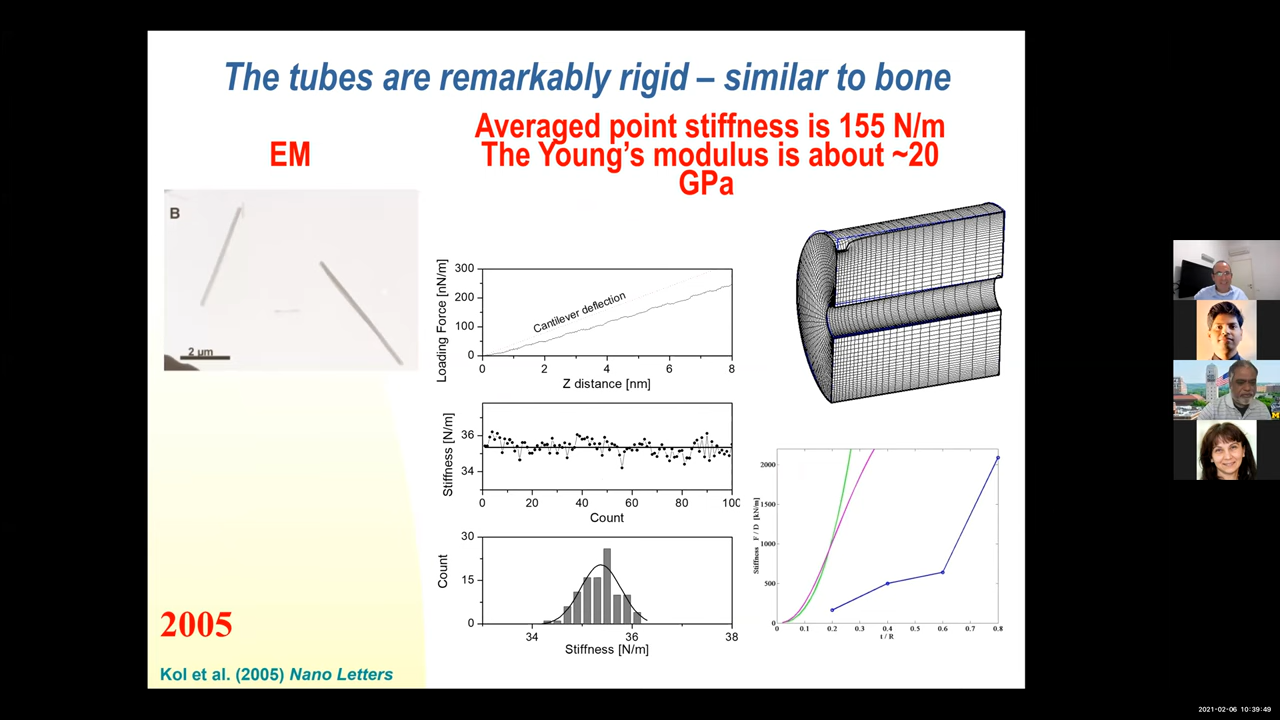 The tubes are remarkably rigid – similar to bone
EM
Averaged point stiffness is 155 N/m
The Young's modulus is about ~20
GPa
B
2 μm
Loading Force [nN/m]
300
200
100
0
Cantilever deflection
0 2 4 6 8
Z distance [nm]
Stiffness [N/m]
36
34
0 20 40 60 80 100
Count
Count
30
15
0
34 36 38
Stiffness [N/m]
Stiffness F / D [kN/m]
2000
1500
1000
500
0
0 0.1 0.2 0.3 0.4 0.5 0.6 0.7 0.8
t / R
2005
Kol et al. (2005) Nano Letters
M
2021-02-06 10:39:49